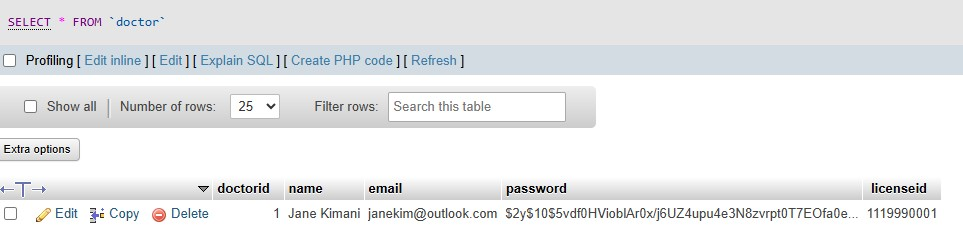 SELECT * FROM `doctor`
Profiling [ Edit inline ] [ Edit ] [ Explain SQL ] [ Create PHP code ] [ Refresh ]
Show all | Number of rows: 25 Filter rows: Search this table
Extra options
←T→ doctorid name email password licenseid
Edit Copy Delete 1 Jane Kimani janekim@outlook.com $2y$10$5vdf0HVioblAr0x/j6UZ4upu4e3N8zvrpt0T7EOfa0e... 1119990001